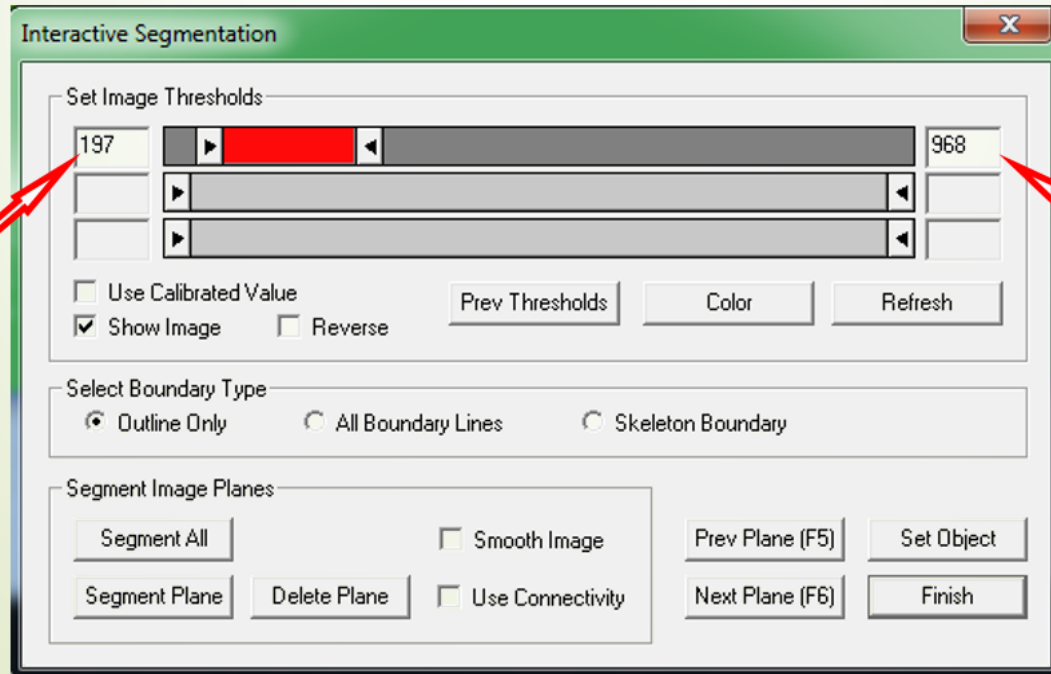 Interactive Segmentation
Set Image Thresholds
197 968
Use Calibrated Value
Prev Thresholds Color Refresh
Show Image Reverse
Select Boundary Type
Outline Only All Boundary Lines Skeleton Boundary
Segment Image Planes
Segment All Smooth Image Prev Plane (F5) Set Object
Segment Plane Delete Plane Use Connectivity Next Plane (F6) Finish